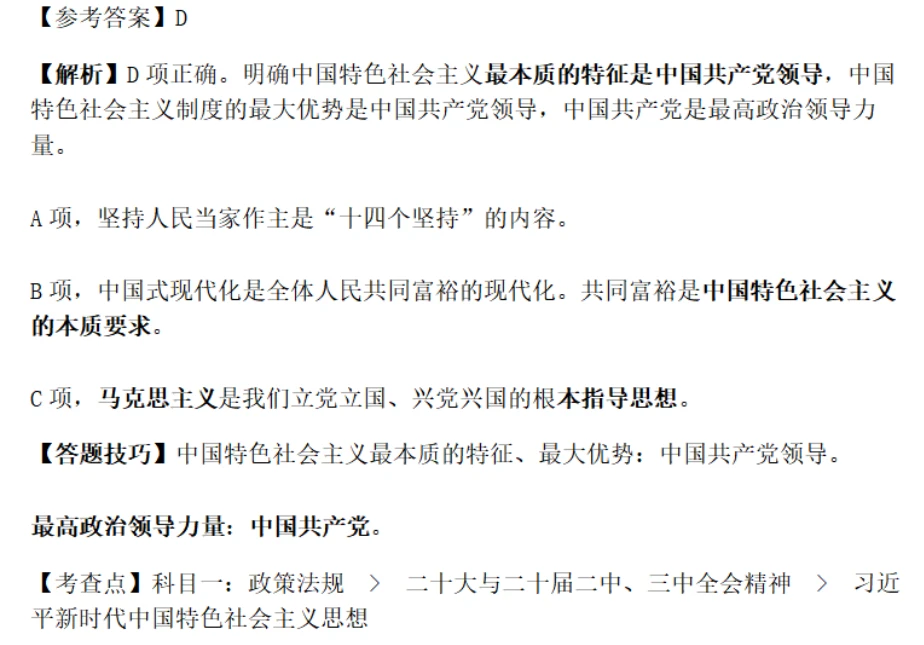 【参考答案】D
【解析】D 项正确。明确中国特色社会主义最本质的特征是中国共产党领导，中国
特色社会主义制度的最大优势是中国共产党领导，中国共产党是最高政治领导力
量。
A 项，坚持人民当家作主是“十四个坚持”的内容。
B 项，中国式现代化是全体人民共同富裕的现代化。共同富裕是中国特色社会主义
的本质要求。
C 项，马克思主义是我们立党立国、兴党兴国的根本指导思想。
【答题技巧】中国特色社会主义最本质的特征、最大优势：中国共产党领导。
最高政治领导力量：中国共产党。
【考查点】科目一：政策法规 > 二十大与二十届二中、三中全会精神 > 习近
平新时代中国特色社会主义思想